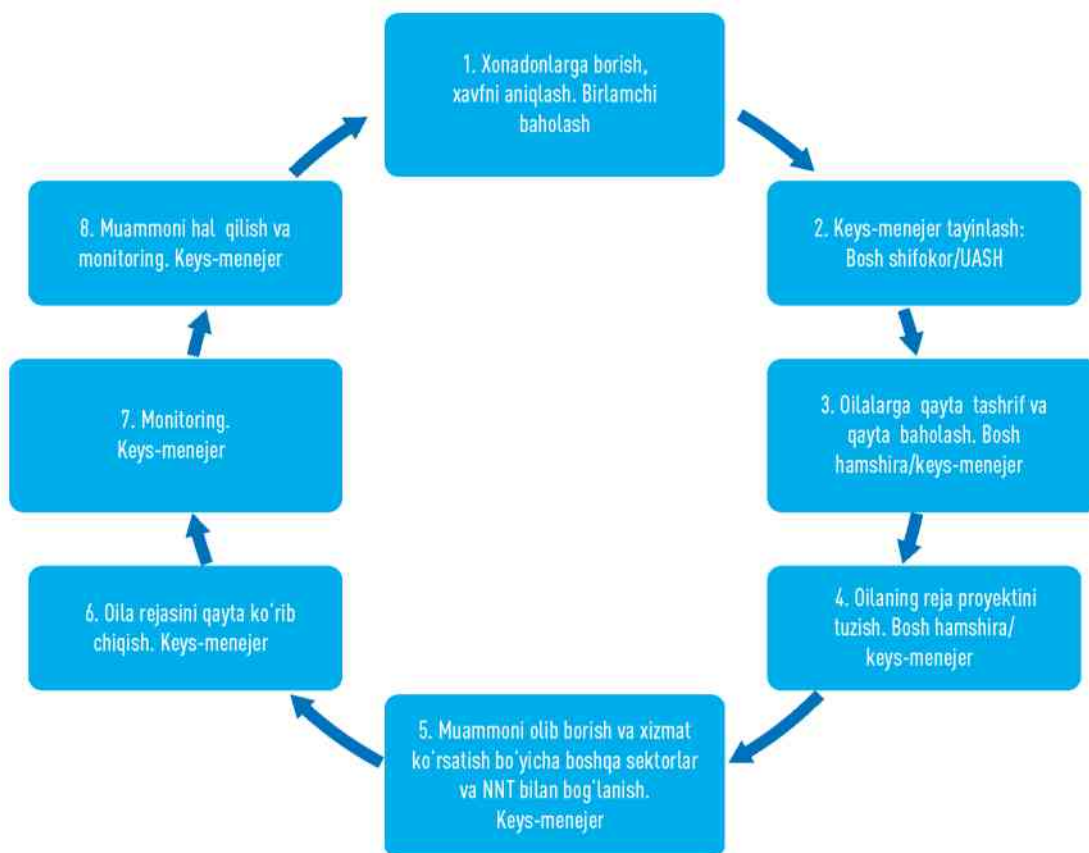 1. Xonadonlarga borish,
xavfni aniqlash. Birlamchi
baholash
2. Keys-menejer tayinlash:
Bosh shifokor/UASH
3. Oilalarga qayta tashrif va
qayta baholash. Bosh
hamshira/keys-menejer
4. Oilaning reja proyektini
tuzish. Bosh hamshira/
keys-menejer
5. Muammoni olib borish va xizmat
ko‘rsatish bo‘yicha boshqa sektorlar
va NNT bilan bog‘lanish.
Keys-menejer
6. Oila rejasini qayta ko‘rib
chiqish. Keys-menejer
7. Monitoring.
Keys-menejer
8. Muammoni hal qilish va
monitoring. Keys-menejer